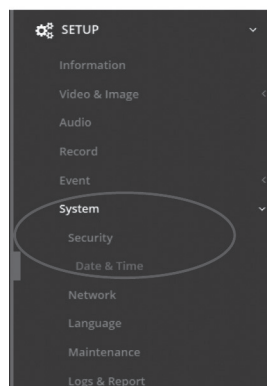 SETUP
Information
Video & Image
Audio
Record
Event
System
Security
Date & Time
Network
Language
Maintenance
Logs & Report